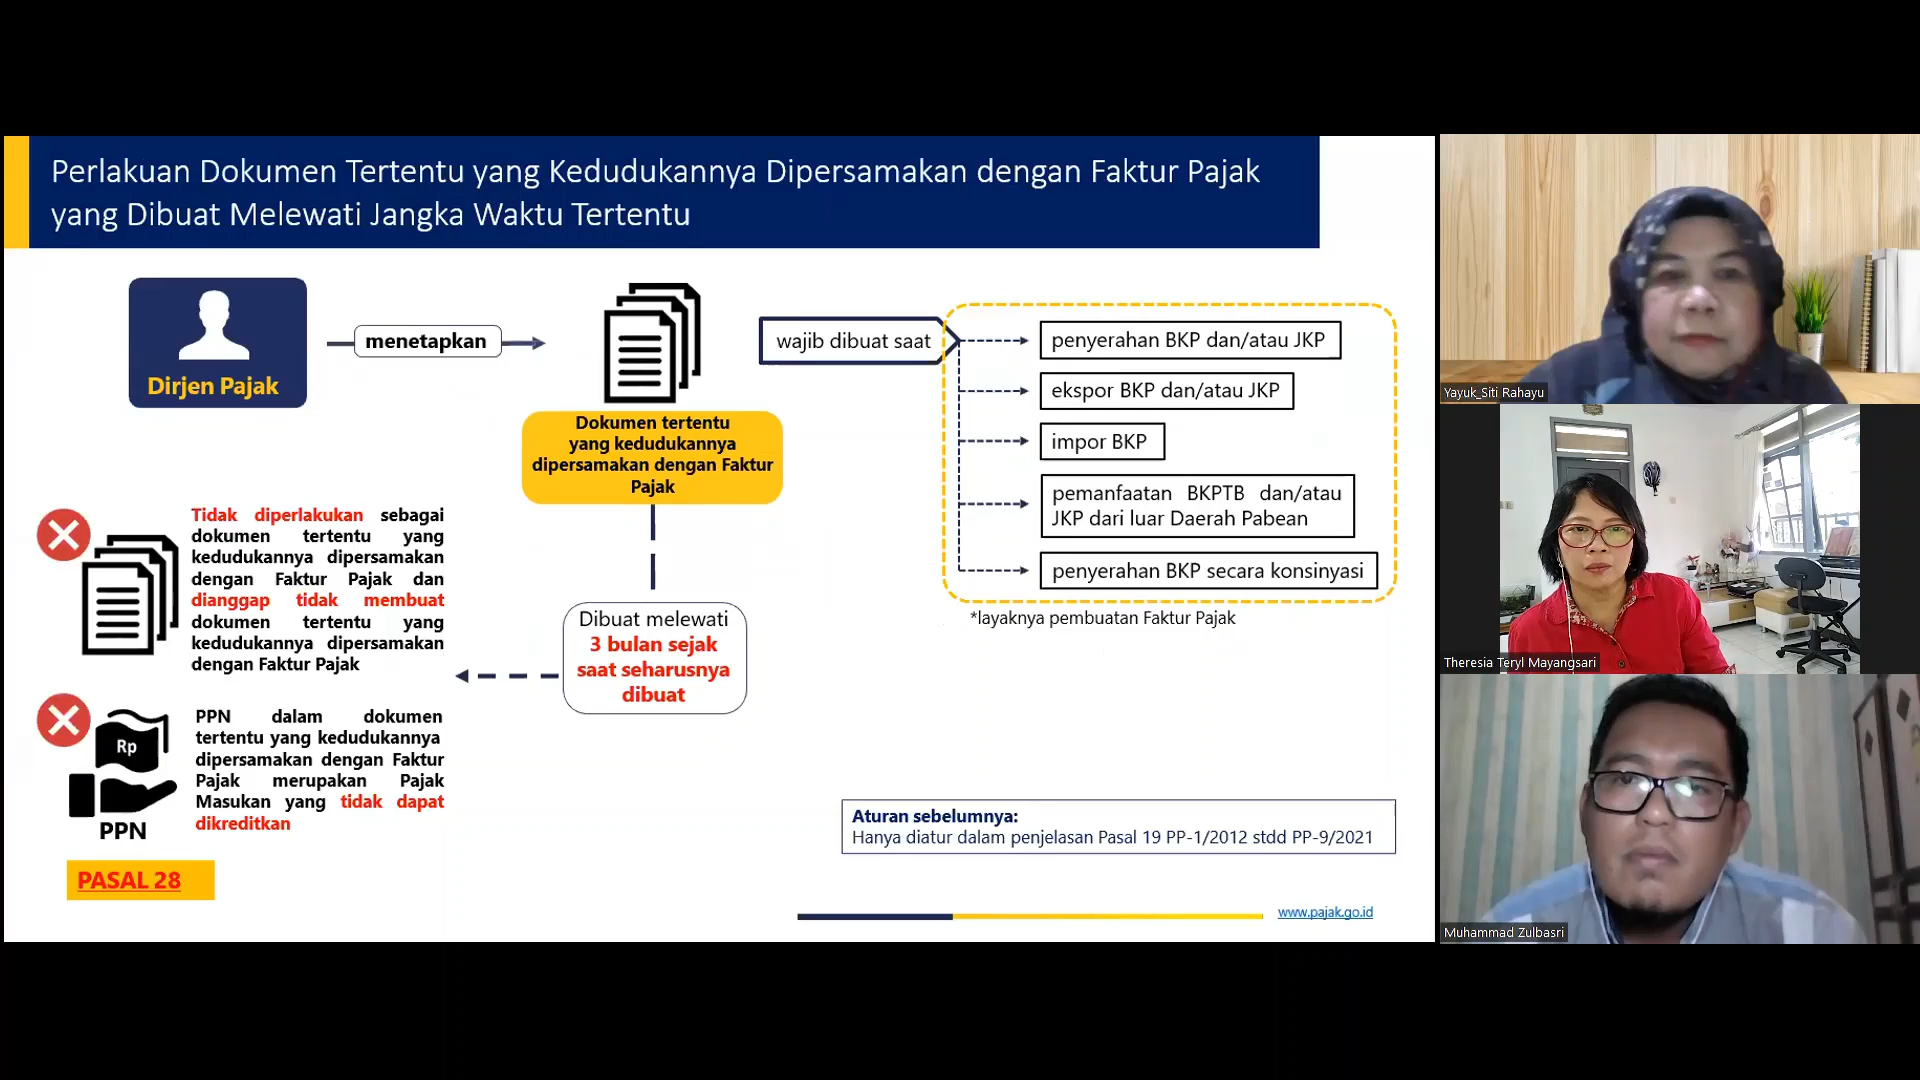 Perlakuan Dokumen Tertentu yang Kedudukannya Dipersamakan dengan Faktur Pajak
yang Dibuat Melewati Jangka Waktu Tertentu
Dirjen Pajak
menetapkan
Dokumen tertentu
yang kedudukannya
dipersamakan dengan Faktur
Pajak
wajib dibuat saat
penyerahan BKP dan/atau JKP
ekspor BKP dan/atau JKP
impor BKP
pemanfaatan BKPTB dan/atau
JKP dari luar Daerah Pabean
penyerahan BKP secara konsinyasi
*layaknya pembuatan Faktur Pajak
Dibuat melewati
3 bulan sejak
saat seharusnya
dibuat
Tidak diperlakukan sebagai
dokumen tertentu yang
kedudukannya dipersamakan
dengan Faktur Pajak dan
dianggap tidak membuat
dokumen tertentu yang
kedudukannya dipersamakan
dengan Faktur Pajak
Rp
PPN
PPN dalam dokumen
tertentu yang kedudukannya
dipersamakan dengan Faktur
Pajak merupakan Pajak
Masukan yang tidak dapat
dikreditkan
PASAL 28
Aturan sebelumnya:
Hanya diatur dalam penjelasan Pasal 19 PP-1/2012 stdd PP-9/2021
www.pajak.go.id
Yayuk_Siti Rahayu
Theresia Teryl Mayangsari
Muhammad Zulbasri